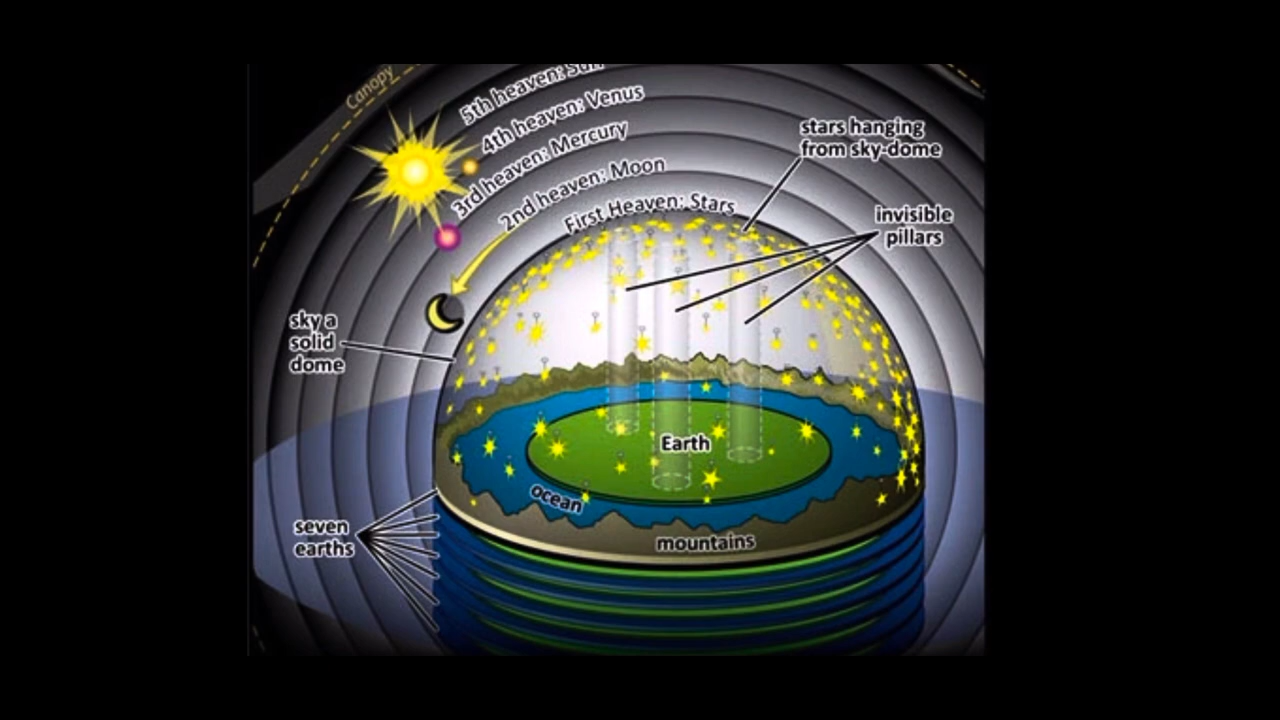 Canopy
5th heaven: Sun
4th heaven: Venus
3rd heaven: Mercury
2nd heaven: Moon
First Heaven: Stars
stars hanging
from sky-dome
invisible
pillars
sky a
solid
dome
Earth
ocean
mountains
seven
earths